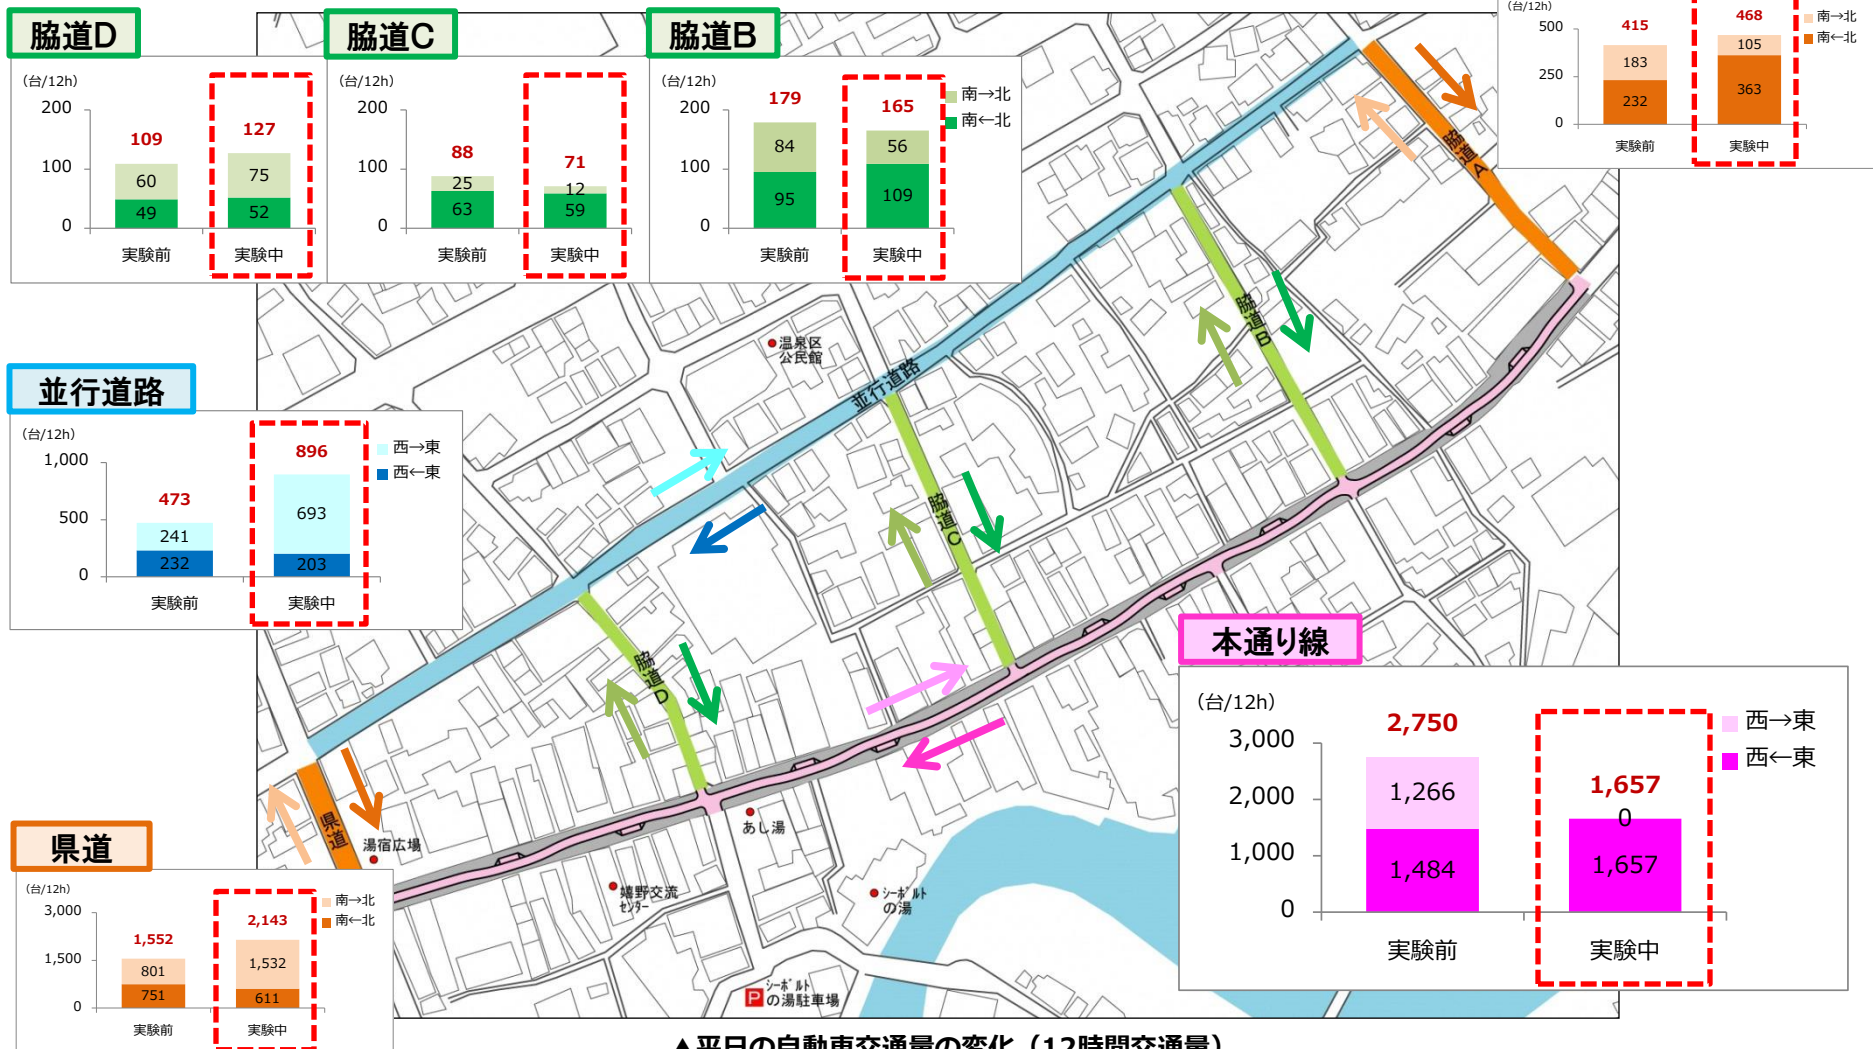 脇道D
(台/12h)
200
100
0
109
60
49
127
75
52
実験前
実験中
脇道C
(台/12h)
200
100
0
88
25
63
71
12
59
実験前
実験中
脇道B
(台/12h)
200
100
0
179
84
95
165
56
109
実験前
実験中
南→北
南←北
(台/12h)
500
250
0
415
183
232
468
105
363
実験前
実験中
南→北
南←北
脇道A
脇道B
温泉区
公民館
並行道路
脇道C
脇道D
並行道路
(台/12h)
1,000
500
0
473
241
232
896
693
203
実験前
実験中
西→東
西←東
本通り線
(台/12h)
3,000
2,000
1,000
0
2,750
1,266
1,484
1,657
0
1,657
実験前
実験中
西→東
西←東
県道
湯宿広場
あし湯
嬉野交流
センター
シーボルト
の湯
P
シーボルト
の湯駐車場
県道
(台/12h)
3,000
1,500
0
1,552
801
751
2,143
1,532
611
実験前
実験中
南→北
南←北
▲平日の自動車交通量の変化（12時間交通量）